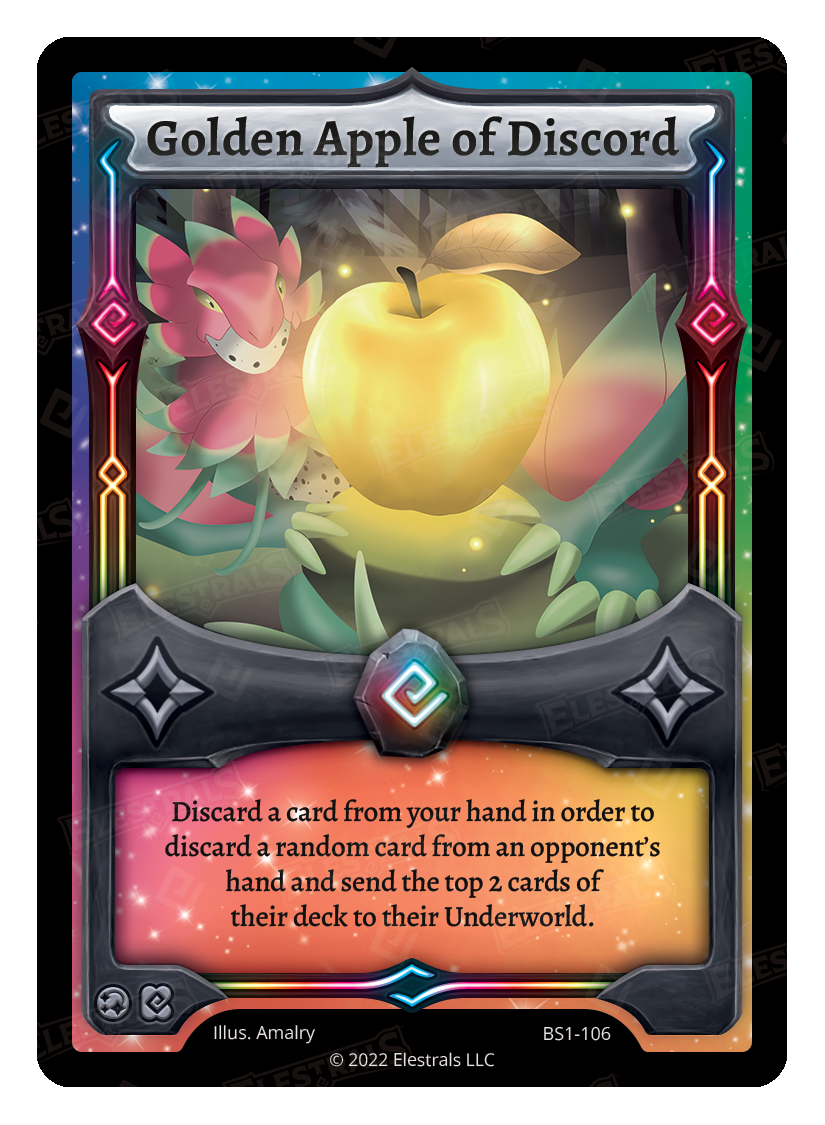 Golden Apple of Discord
Discard a card from your hand in order to
discard a random card from an opponent's
hand and send the top 2 cards of
their deck to their Underworld.
Illus. Amalry
BS1-106
© 2022 Elestrals LLC
ELESTRALS